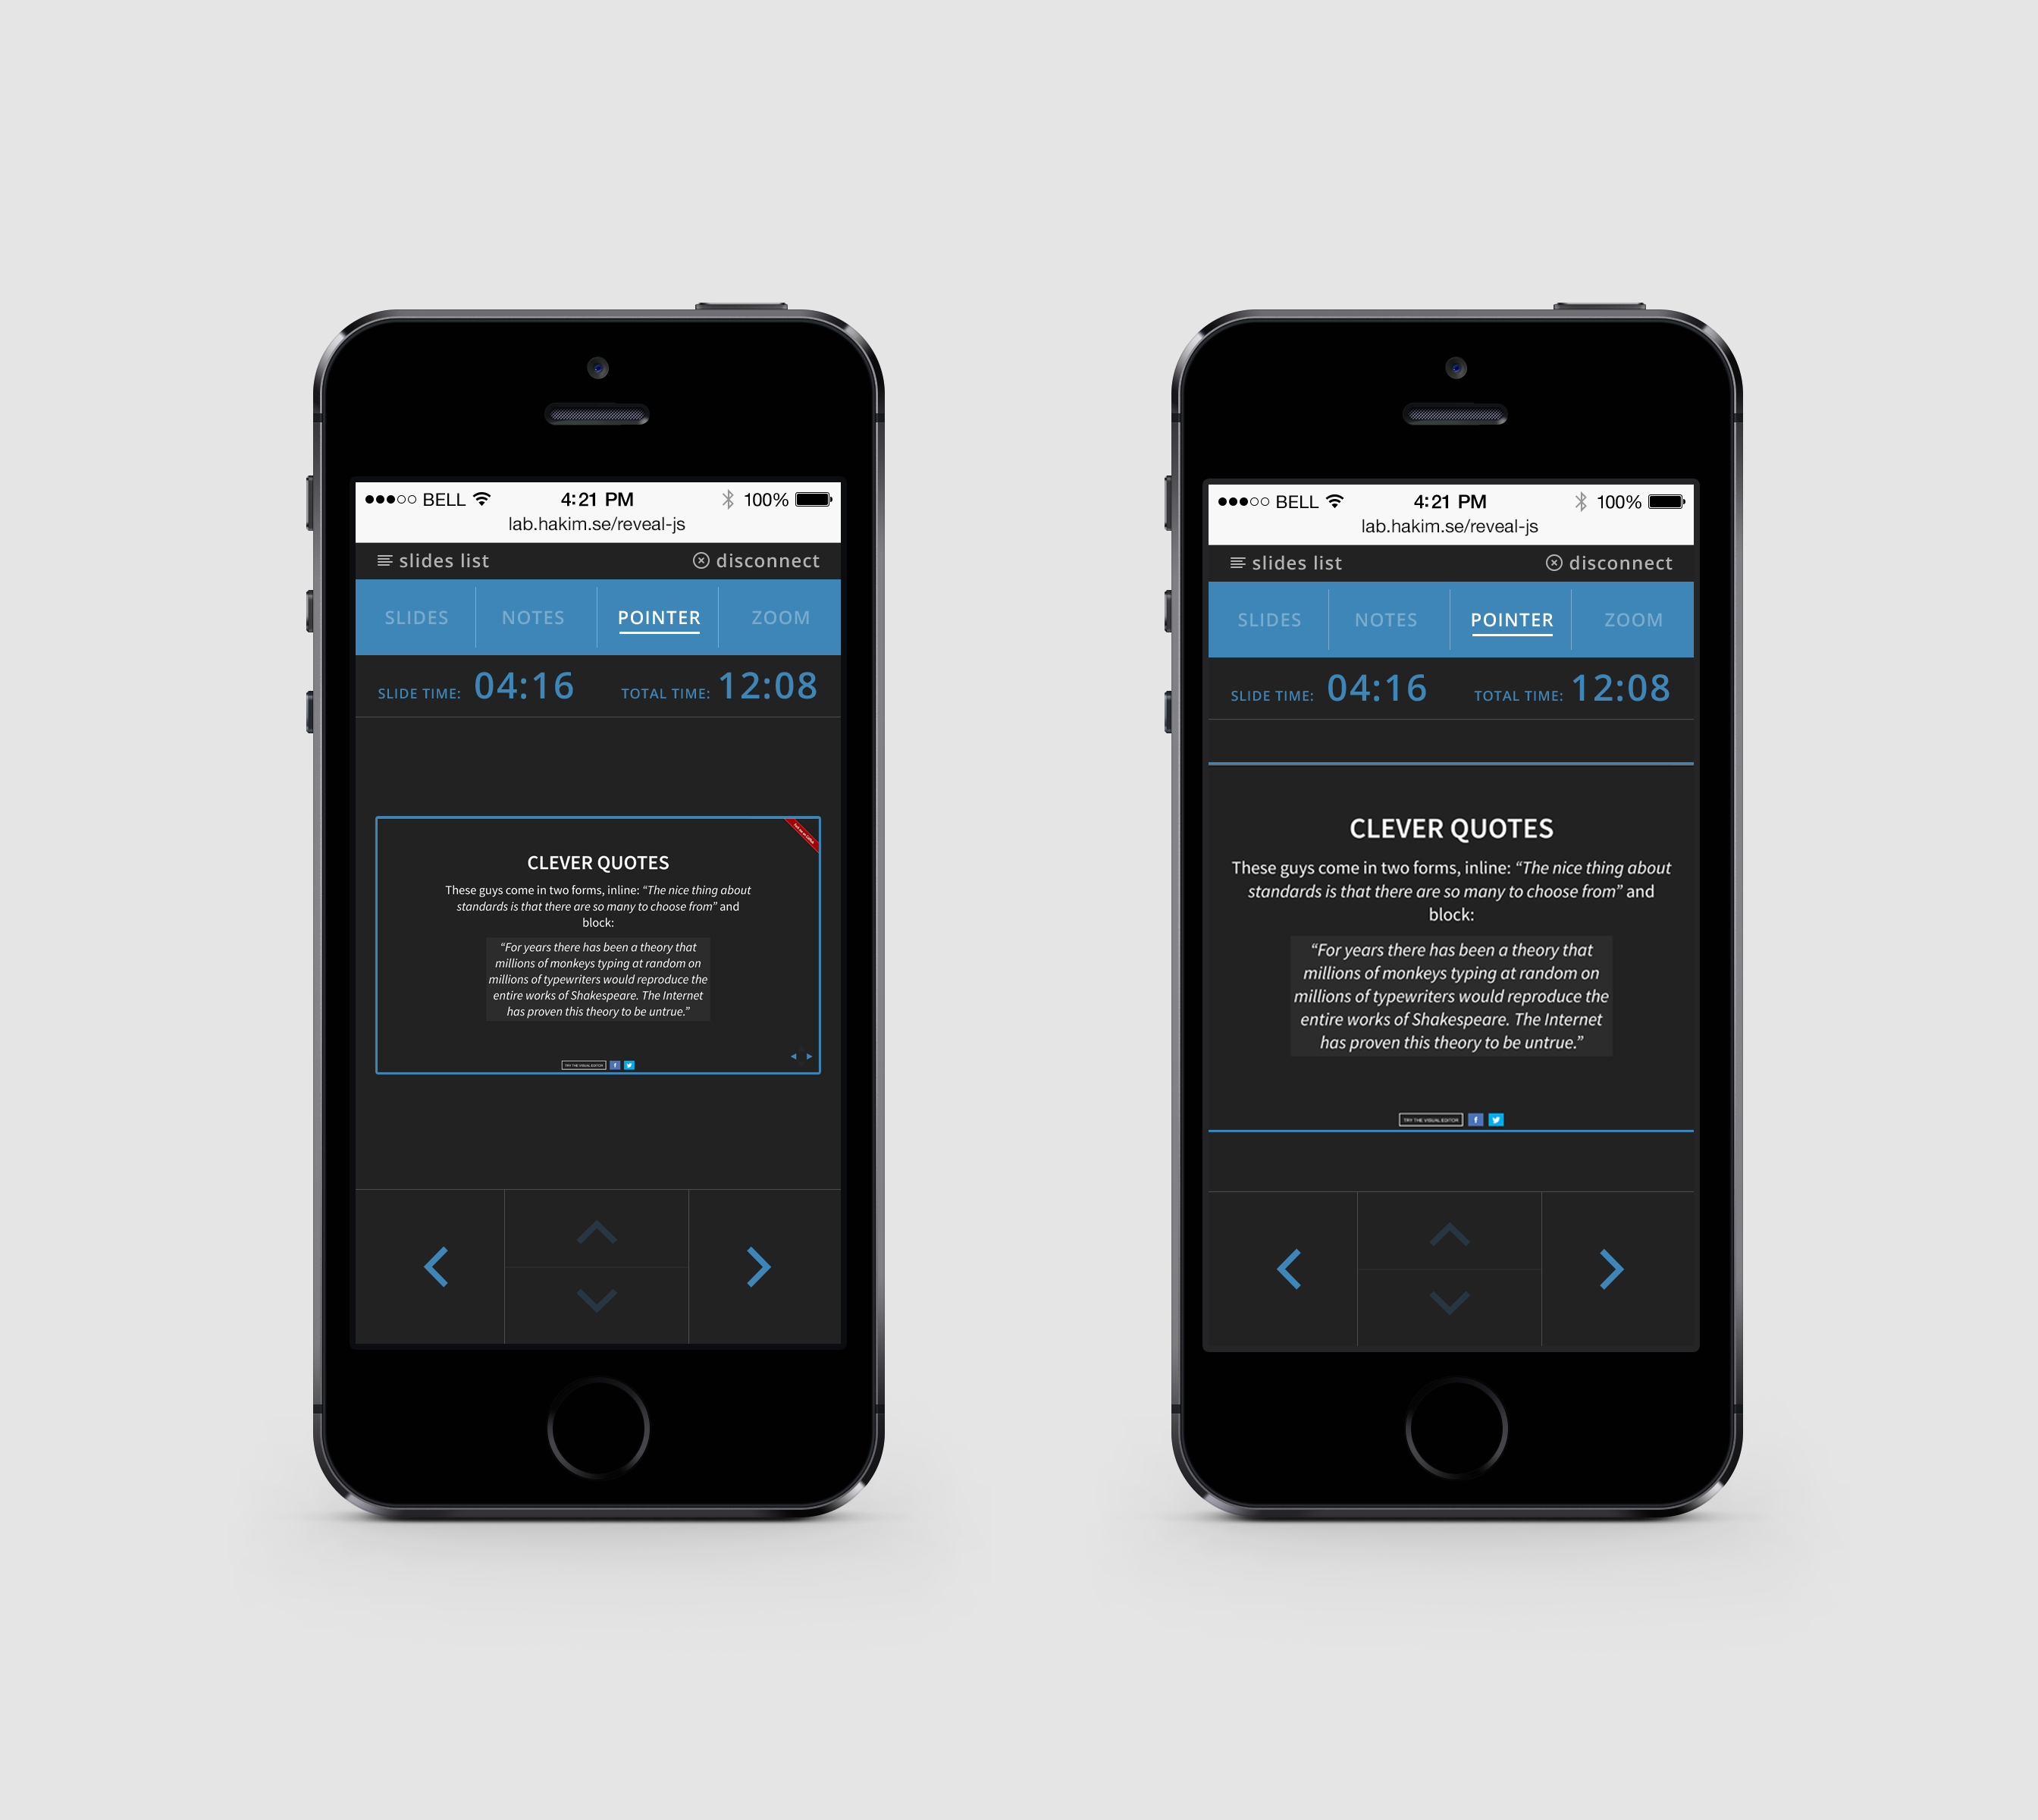 BELL 4:21 PM 100%
lab.hakim.se/reveal-js
slides list disconnect
SLIDES NOTES POINTER ZOOM
SLIDE TIME: 04:16 TOTAL TIME: 12:08
CLEVER QUOTES
These guys come in two forms, inline: “The nice thing about
standards is that there are so many to choose from” and
block:
“For years there has been a theory that
millions of monkeys typing at random on
millions of typewriters would reproduce the
entire works of Shakespeare. The Internet
has proven this theory to be untrue.”
TRY THE VISUAL EDITOR
BELL 4:21 PM 100%
lab.hakim.se/reveal-js
slides list disconnect
SLIDES NOTES POINTER ZOOM
SLIDE TIME: 04:16 TOTAL TIME: 12:08
CLEVER QUOTES
These guys come in two forms, inline: “The nice thing about
standards is that there are so many to choose from” and
block:
“For years there has been a theory that
millions of monkeys typing at random on
millions of typewriters would reproduce the
entire works of Shakespeare. The Internet
has proven this theory to be untrue.”
TRY THE VISUAL EDITOR